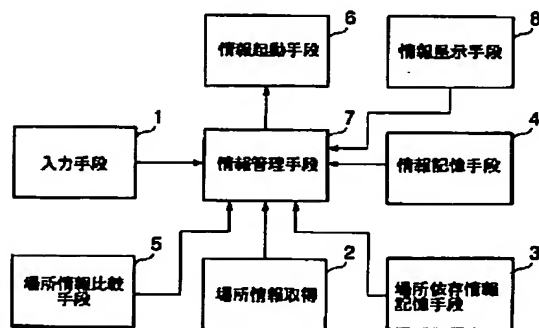 6
情報起動手段
8
情報呈示手段
1
入力手段
7
情報管理手段
4
情報記憶手段
5
場所情報比較
手段
2
場所情報取得
3
場所依存情報
記憶手段